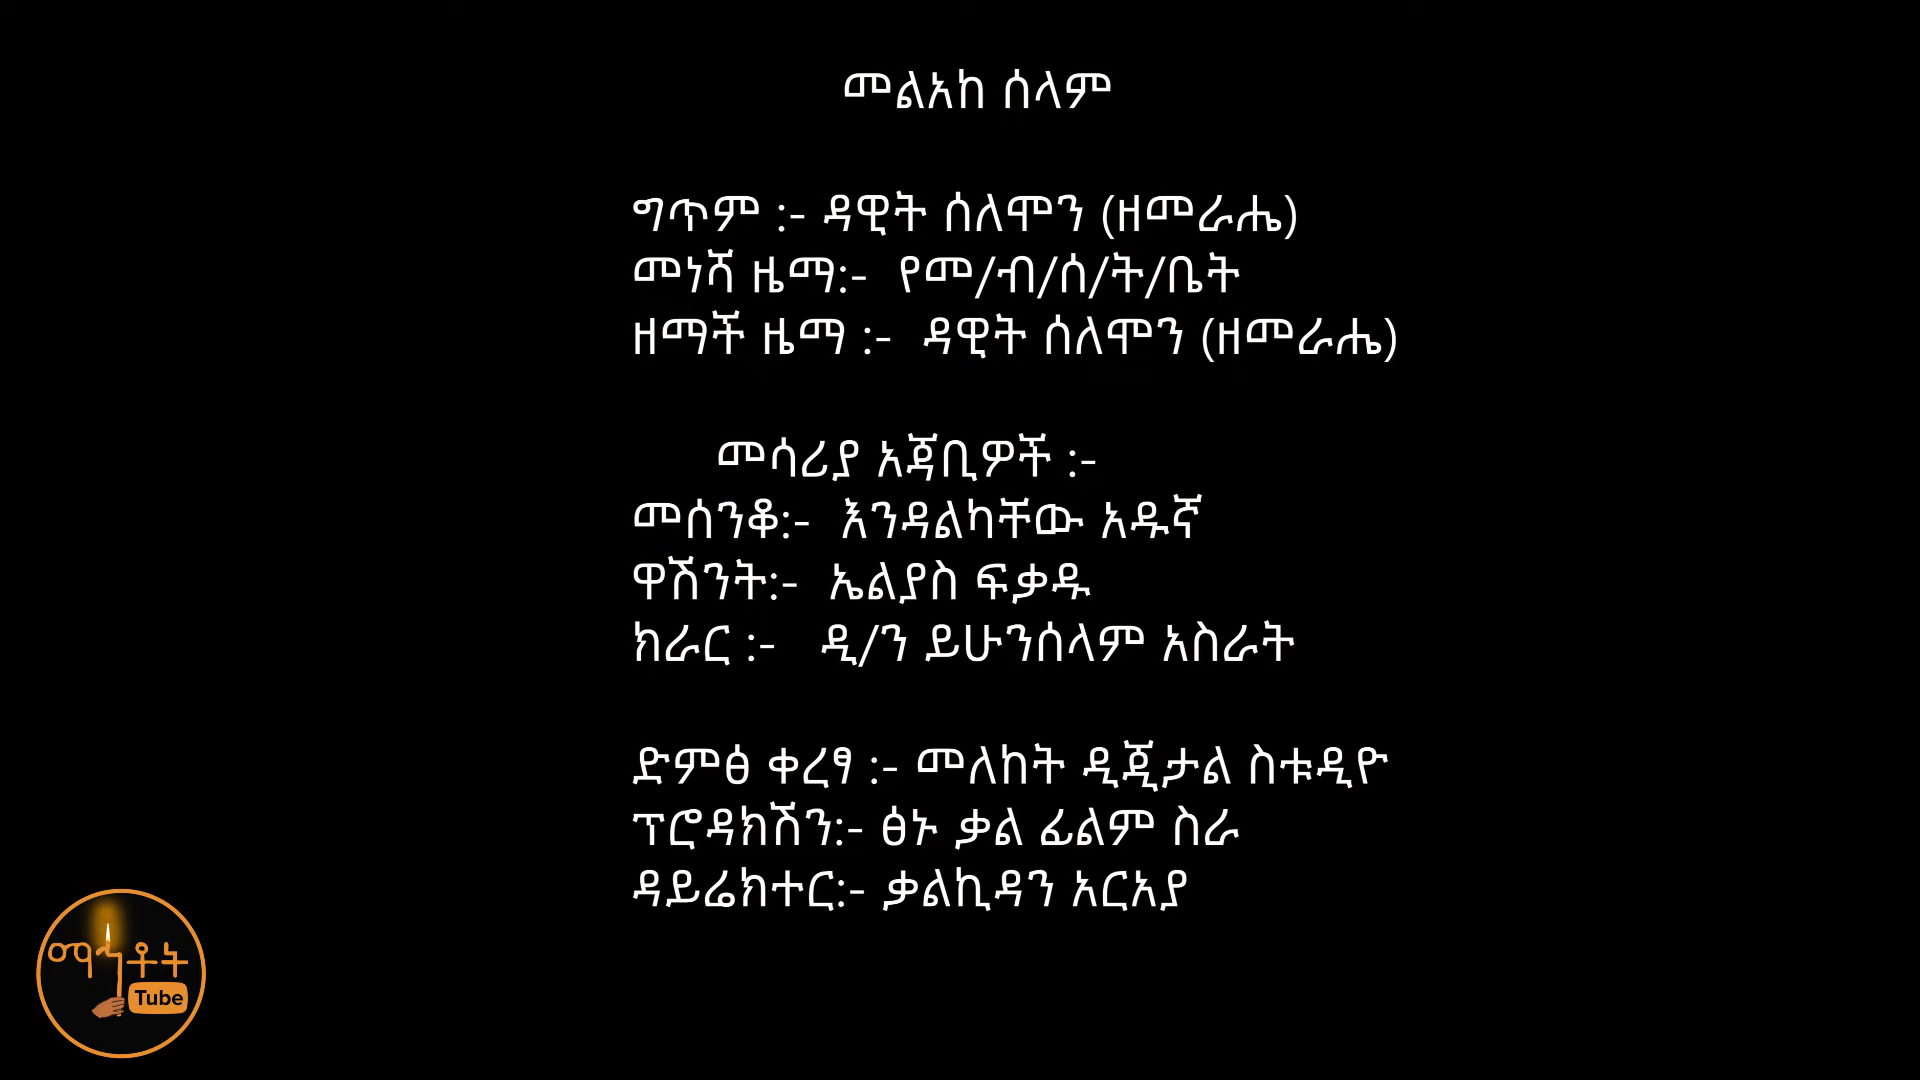 መልአከ ሰላም
ግጥም :- ዳዊት ሰለሞን (ዘመራሔ)
መነሻ ዜማ:- የመ/ብ/ሰ/ት/ቤት
ዘማች ዜማ :- ዳዊት ሰለሞን (ዘመራሔ)
መሳሪያ አጃቢዎች :-
መሰንቆ:- እንዳልካቸው አዱኛ
ዋሽንት:- ኤልያስ ፍቃዱ
ክራር :- ዲ/ን ይሁንሰላም አስራት
ድምፅ ቀረፃ :- መለከት ዲጂታል ስቱዲዮ
ፕሮዳክሽን:- ፅኑ ቃል ፊልም ስራ
ዳይሬክተር:- ቃልኪዳን አርአያ
ማኅቶት
Tube